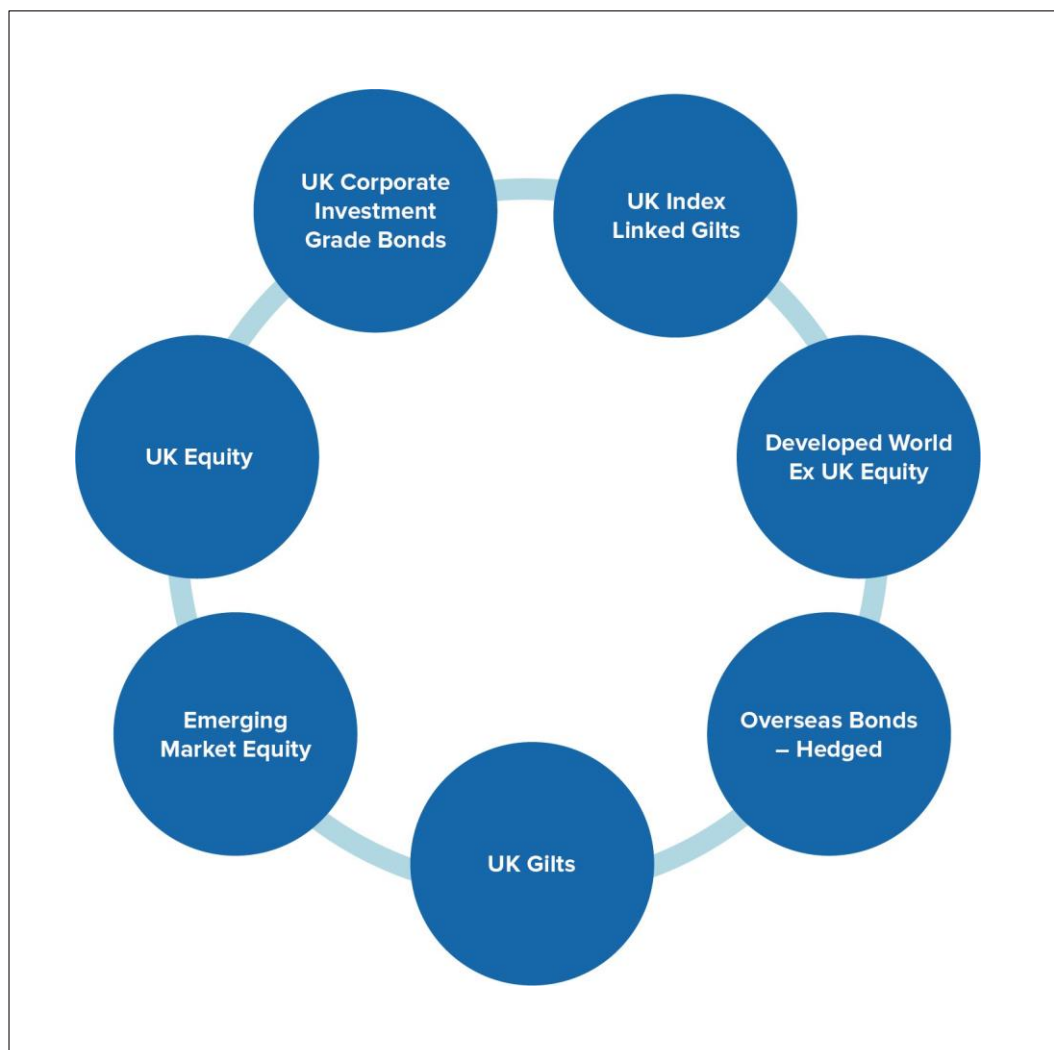 UK Corporate
Investment
Grade Bonds
UK Index
Linked Gilts
UK Equity
Developed World
Ex UK Equity
Emerging
Market Equity
Overseas Bonds
– Hedged
UK Gilts